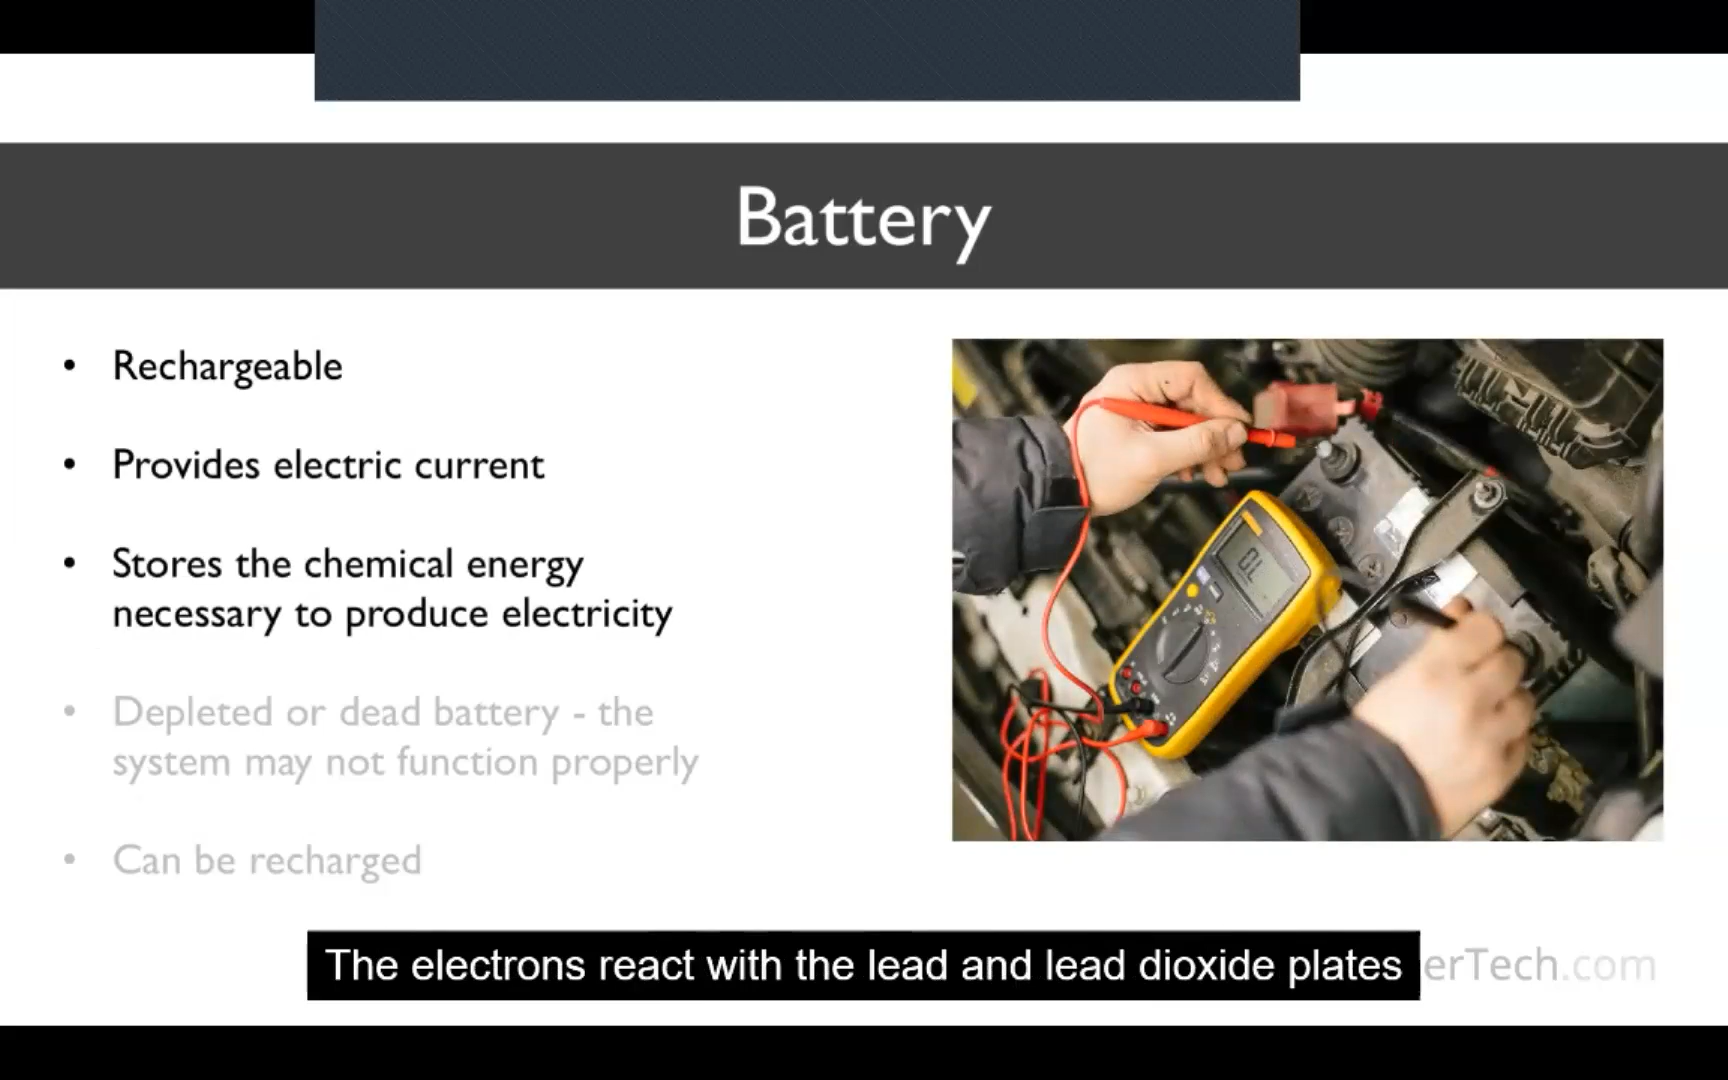 Battery
• Rechargeable
• Provides electric current
• Stores the chemical energy
necessary to produce electricity
• Depleted or dead battery - the
system may not function properly
• Can be recharged
OL
The electrons react with the lead and lead dioxide plates
erTech.com